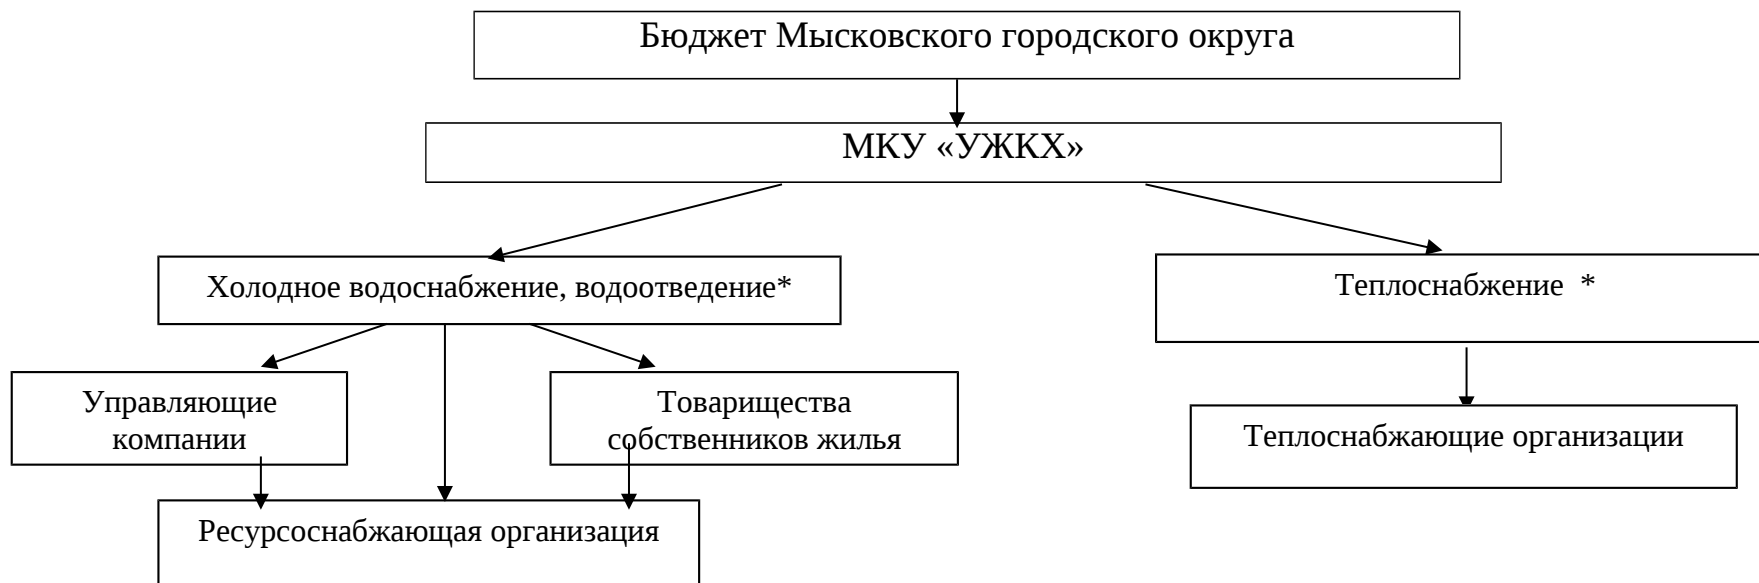 Бюджет Мысковского городского округа
МКУ «УЖКХ»
Холодное водоснабжение, водоотведение*
Теплоснабжение *
Управляющие
компании
Товарищества
собственников жилья
Теплоснабжающие организации
Ресурсоснабжающая организация